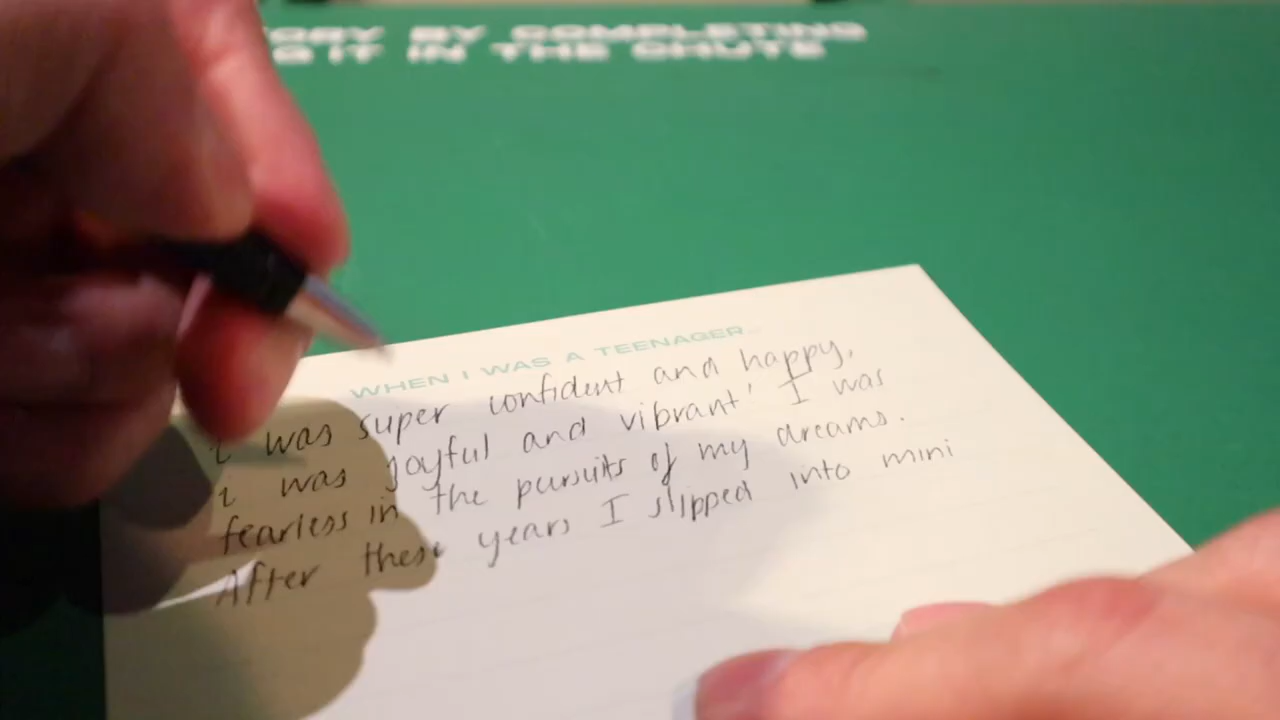 ORY BY COMPLETING
G IT IN THE CHUTE
WHEN I WAS A TEENAGER...
i was super confident and happy,
i was joyful and vibrant' I was
fearless in the pursuits of my dreams.
After these years I slipped into mini